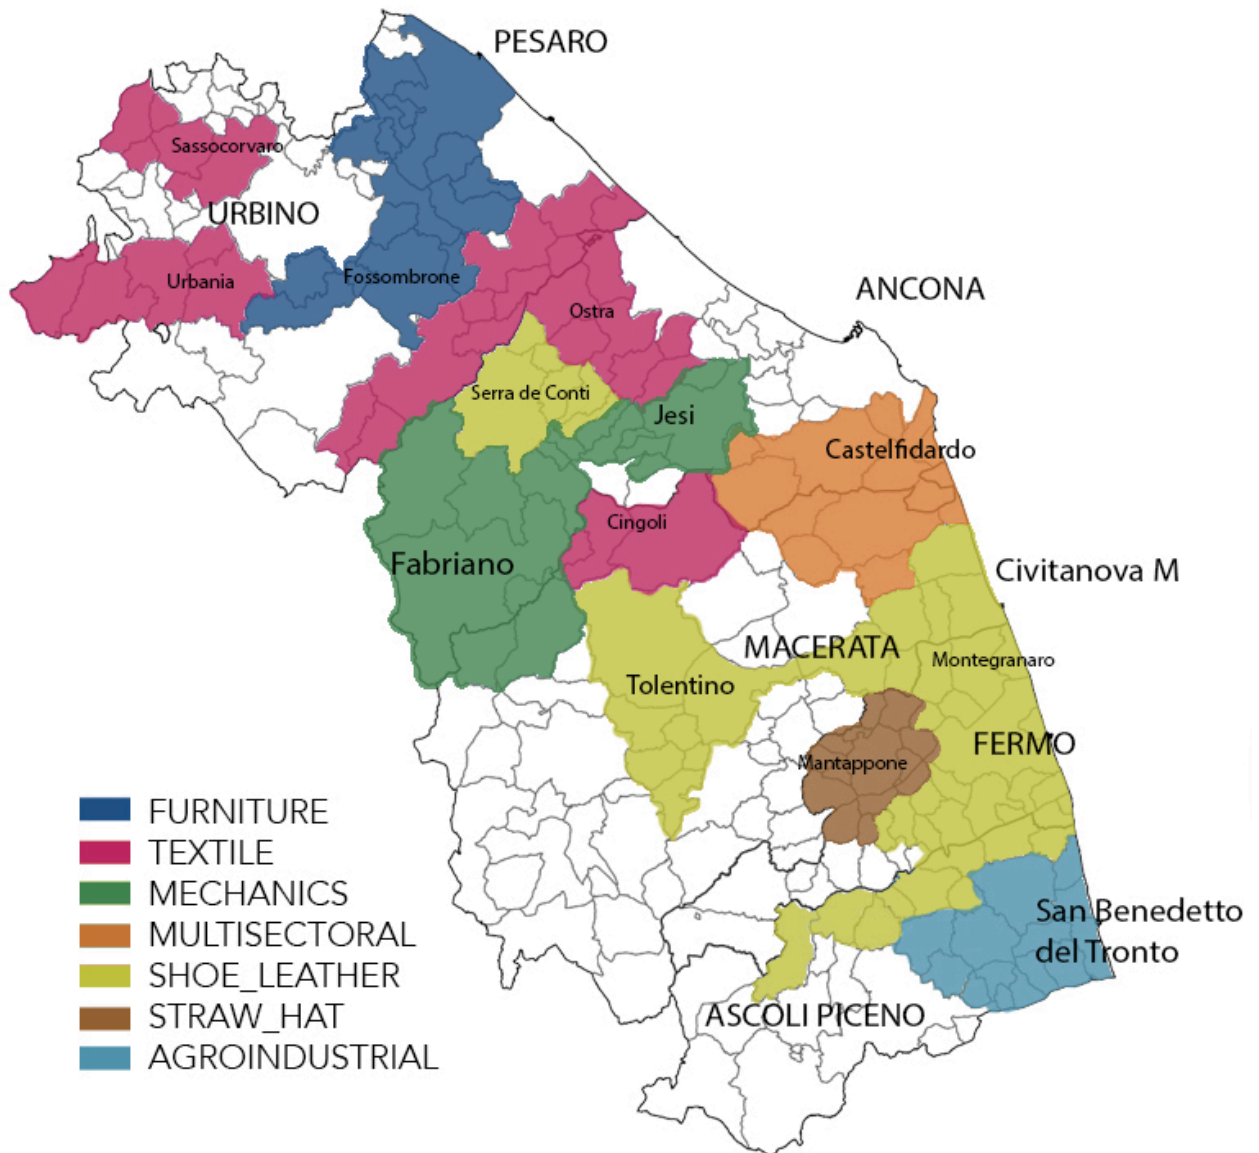 PESARO
Sassocorvaro
URBINO
Urbania
Fossombrone
ANCONA
Ostra
Serra de Conti
Jesi
Castelfidardo
Cingoli
Fabriano
Civitanova M
MACERATA
Montegranaro
Tolentino
FERMO
Mantappone
FURNITURE
TEXTILE
MECHANICS
MULTISECTORAL
SHOE_LEATHER
STRAW_HAT
AGROINDUSTRIAL
San Benedetto
del Tronto
ASCOLI PICENO